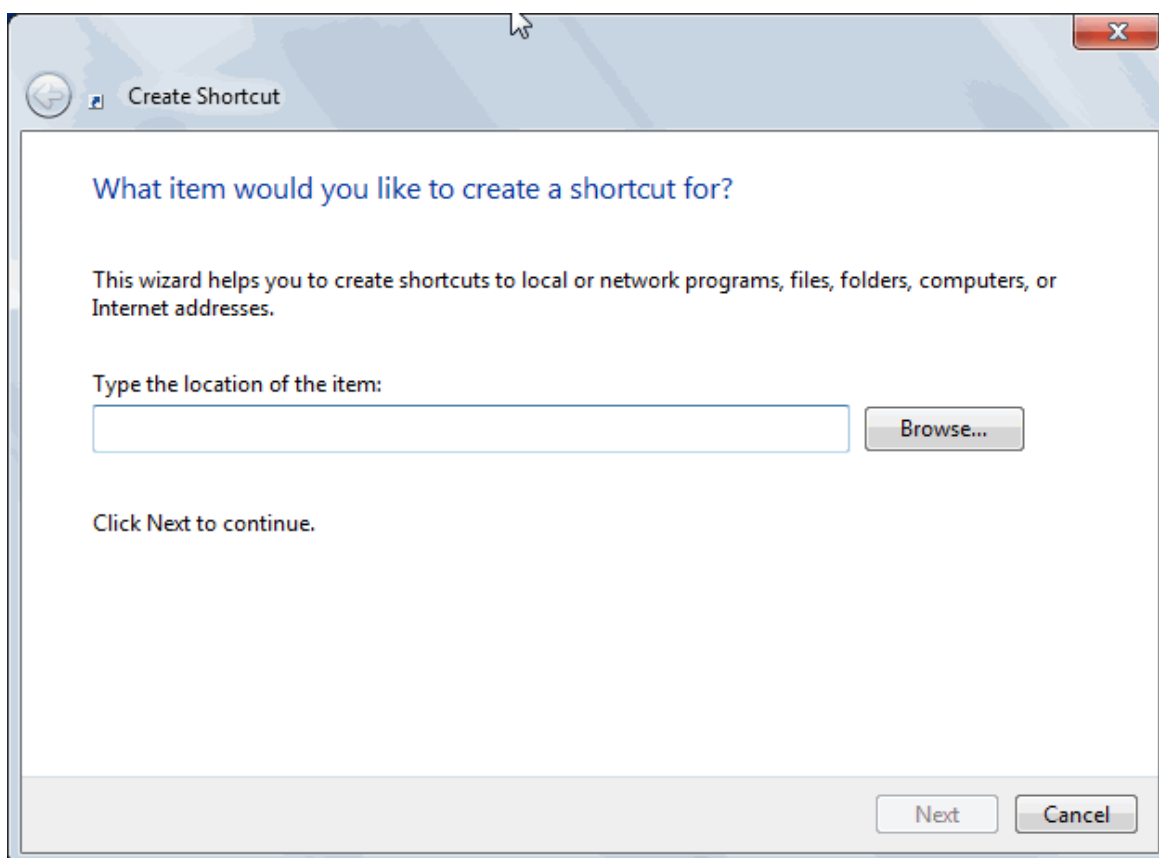 Create Shortcut
What item would you like to create a shortcut for?
This wizard helps you to create shortcuts to local or network programs, files, folders, computers, or
Internet addresses.
Type the location of the item:
Browse...
Click Next to continue.
Next
Cancel